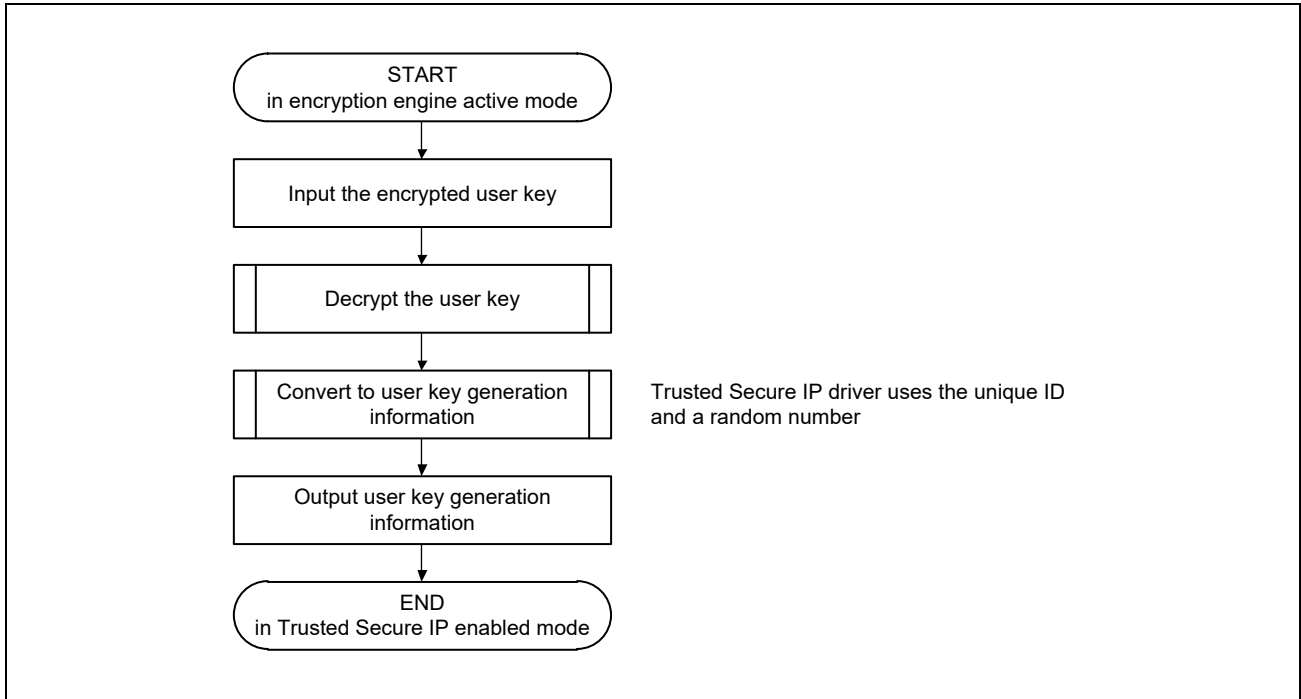 START
in encryption engine active mode
Input the encrypted user key
Decrypt the user key
Convert to user key generation
information
Trusted Secure IP driver uses the unique ID
and a random number
Output user key generation
information
END
in Trusted Secure IP enabled mode